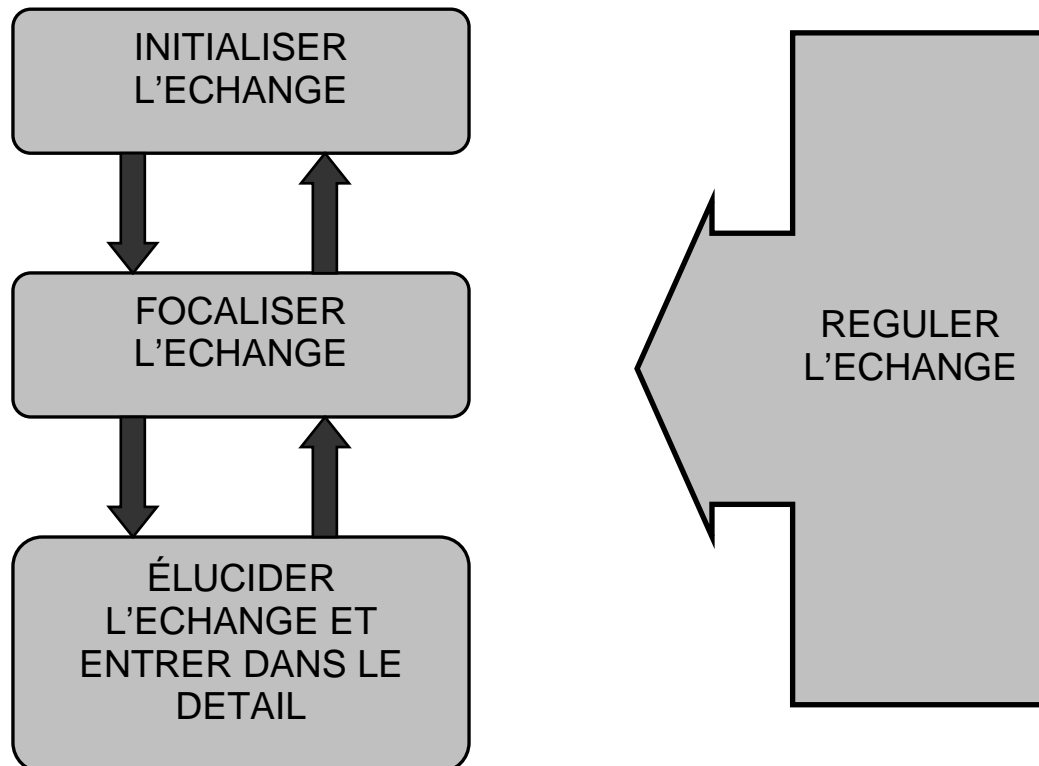 INITIALISER
L’ECHANGE
FOCALISER
L’ECHANGE
ÉLUCIDER
L’ECHANGE ET
ENTRER DANS LE
DETAIL
REGULER
L’ECHANGE